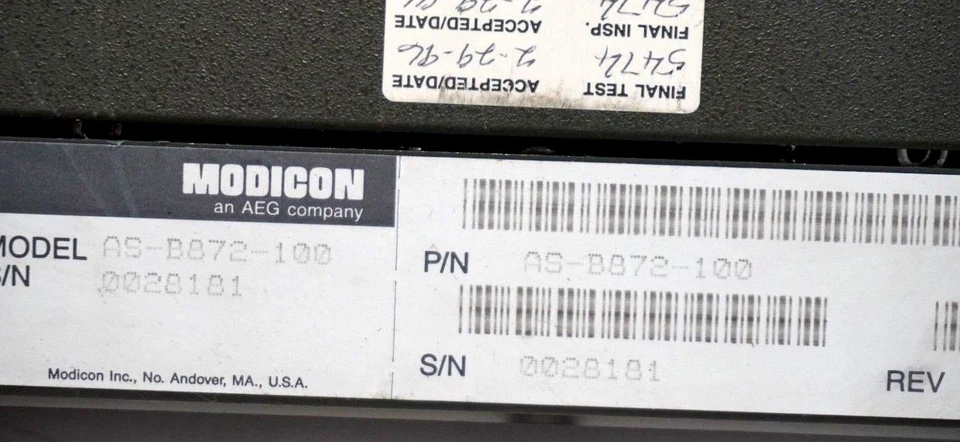 FINAL TEST ACCEPTED/DATE
5474 2-29-96
FINAL INSP. ACCEPTED/DATE
MODICON
an AEG company
MODEL AS-B872-100
S/N 0028181
Modicon Inc., No. Andover, MA., U.S.A.
P/N AS-B872-100
S/N 0028181
REV